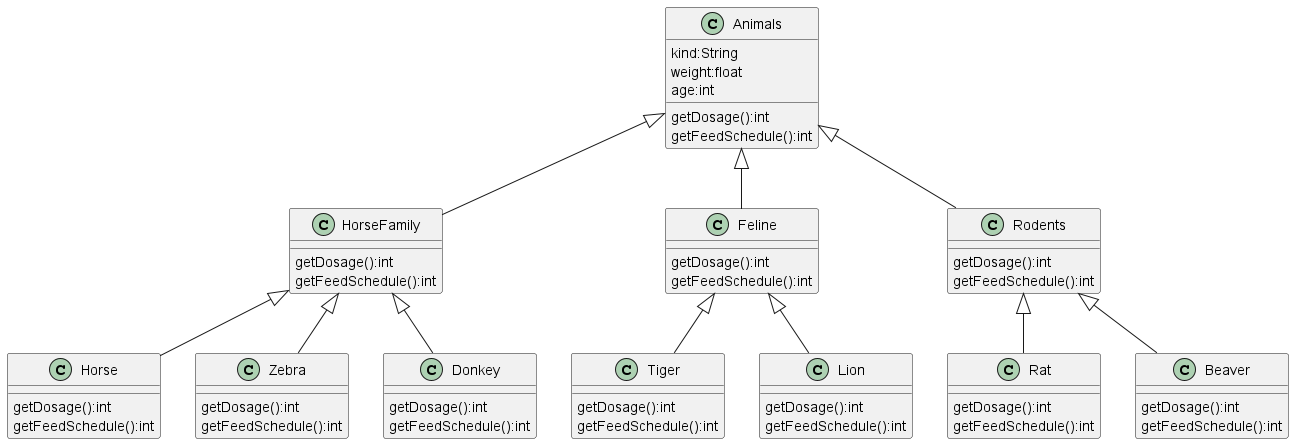 C Animals
kind:String
weight:float
age:int
getDosage():int
getFeedSchedule():int
C HorseFamily
getDosage():int
getFeedSchedule():int
C Feline
getDosage():int
getFeedSchedule():int
C Rodents
getDosage():int
getFeedSchedule():int
C Horse
getDosage():int
getFeedSchedule():int
C Zebra
getDosage():int
getFeedSchedule():int
C Donkey
getDosage():int
getFeedSchedule():int
C Tiger
getDosage():int
getFeedSchedule():int
C Lion
getDosage():int
getFeedSchedule():int
C Rat
getDosage():int
getFeedSchedule():int
C Beaver
getDosage():int
getFeedSchedule():int